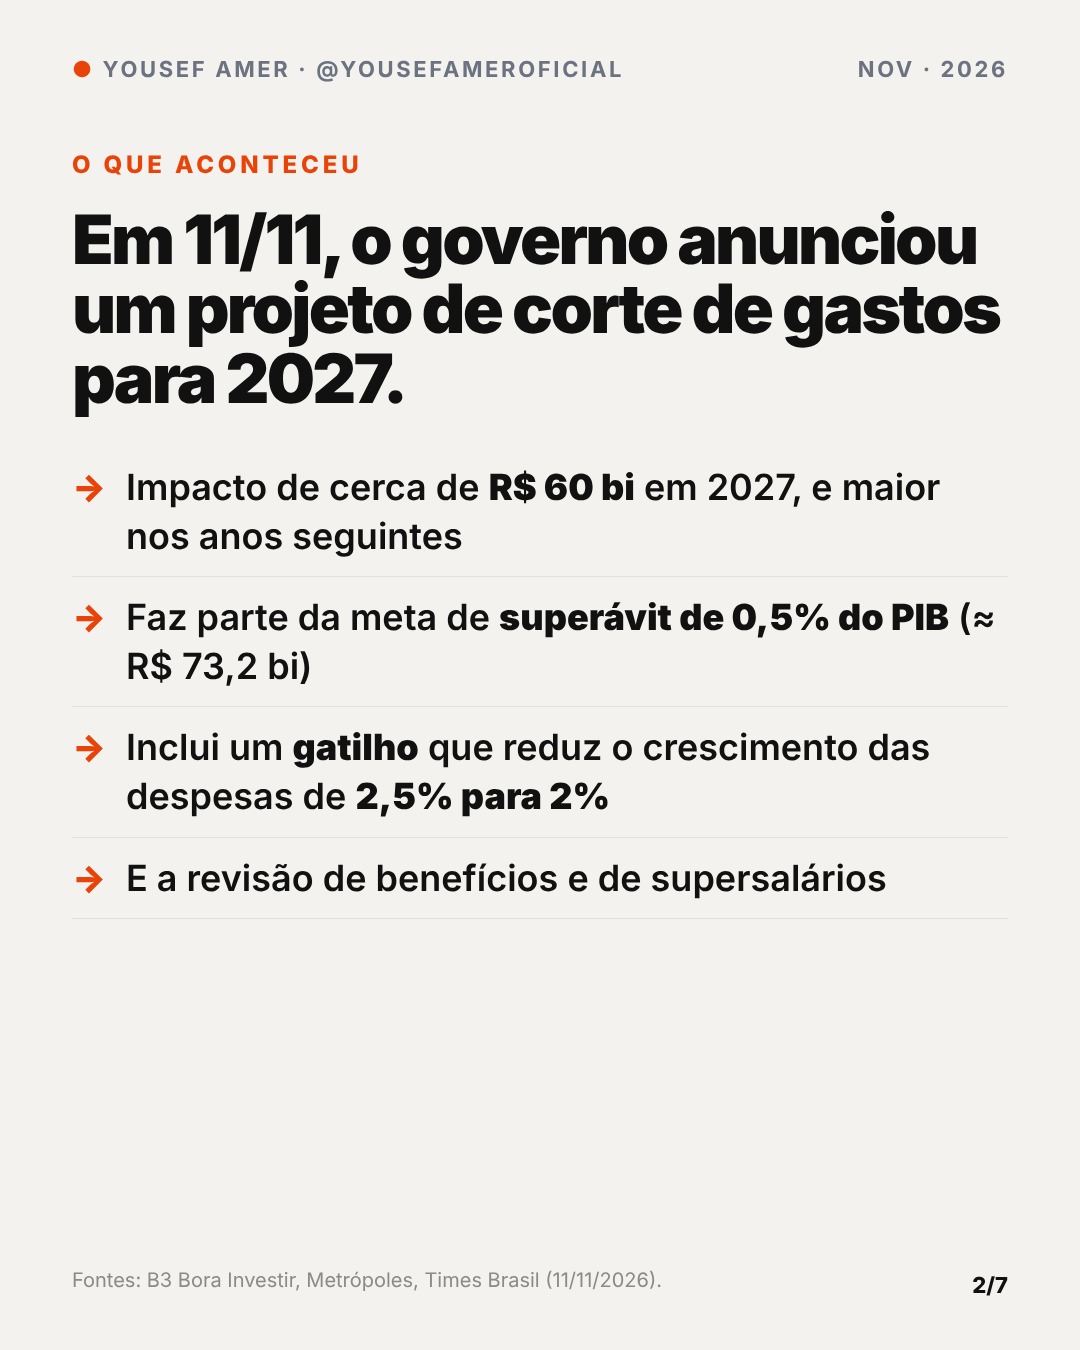 YOUSEF AMER · @YOUSEFAMEROFICIAL
NOV · 2026
O QUE ACONTECEU
Em 11/11, o governo anunciou
um projeto de corte de gastos
para 2027.
→ Impacto de cerca de R$ 60 bi em 2027, e maior
nos anos seguintes
→ Faz parte da meta de superávit de 0,5% do PIB (≈
R$ 73,2 bi)
→ Inclui um gatilho que reduz o crescimento das
despesas de 2,5% para 2%
→ E a revisão de benefícios e de supersalários
Fontes: B3 Bora Investir, Metrópoles, Times Brasil (11/11/2026).
2/7